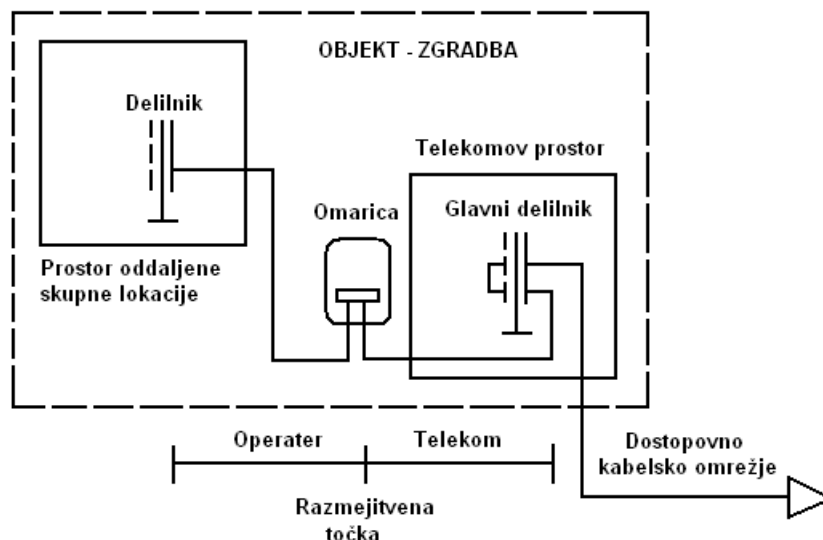 OBJEKT - ZGRADBA
Delilnik
Telekomov prostor
Omarica
Glavni delilnik
Prostor oddaljene
skupne lokacije
Operater
Telekom
Razmejitvena
točka
Dostopovno
kabelsko omrežje